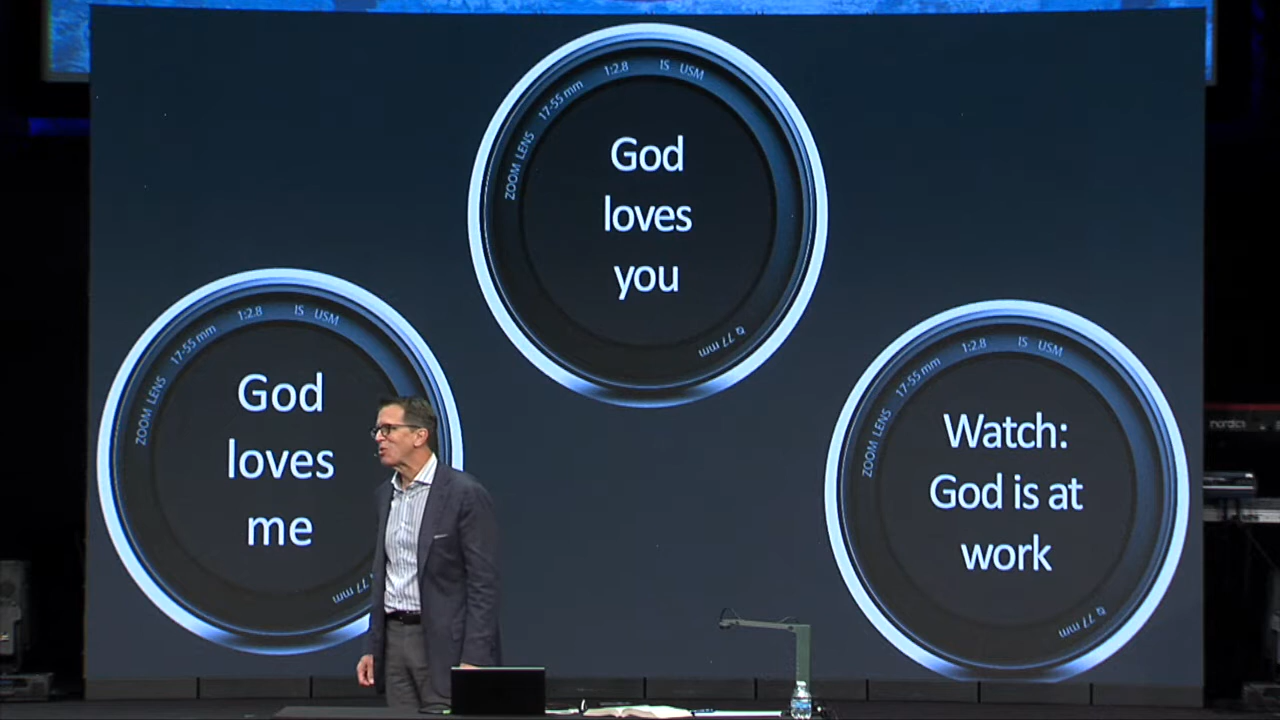 ZOOM LENS 17-55 mm 1:2.8 IS USM
God
loves
you
77 mm
ZOOM LENS 17-55 mm 1:2.8 IS USM
God
loves
me
77 mm
ZOOM LENS 17-55 mm 1:2.8 IS USM
Watch:
God is at
work
77 mm
nord